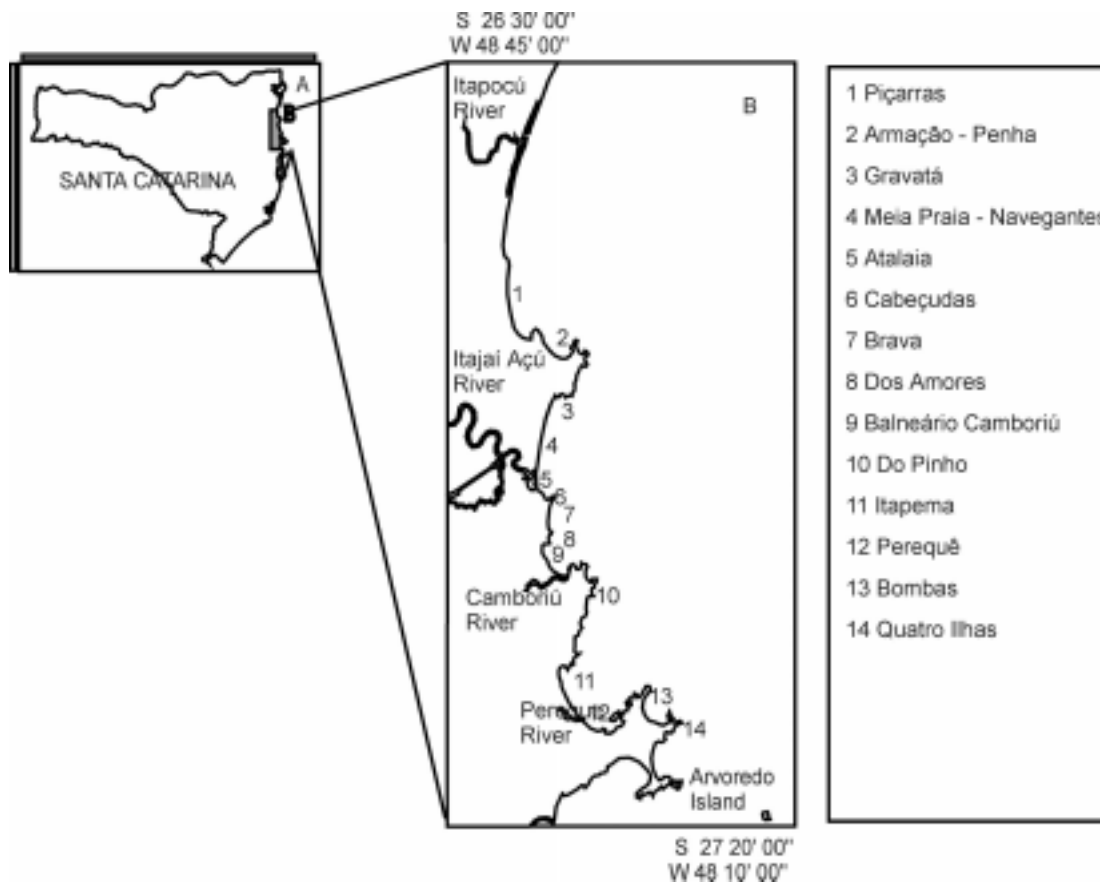 S 26 30' 00"
W 48 45' 00"
A
B
SANTA CATARINA
Itapocú
River
B
1
2
Itajaí Açú
River
3
4
5
6
7
8
9
Camboriú
River
10
11
12
13
River
14
Arvoredo
Island
S 27 20' 00"
W 48 10' 00"
1 Piçarras
2 Armação - Penha
3 Gravatá
4 Meia Praia - Navegantes
5 Atalaia
6 Cabeçudas
7 Brava
8 Dos Amores
9 Balneário Camboriú
10 Do Pinho
11 Itapema
12 Perequê
13 Bombas
14 Quatro Ilhas